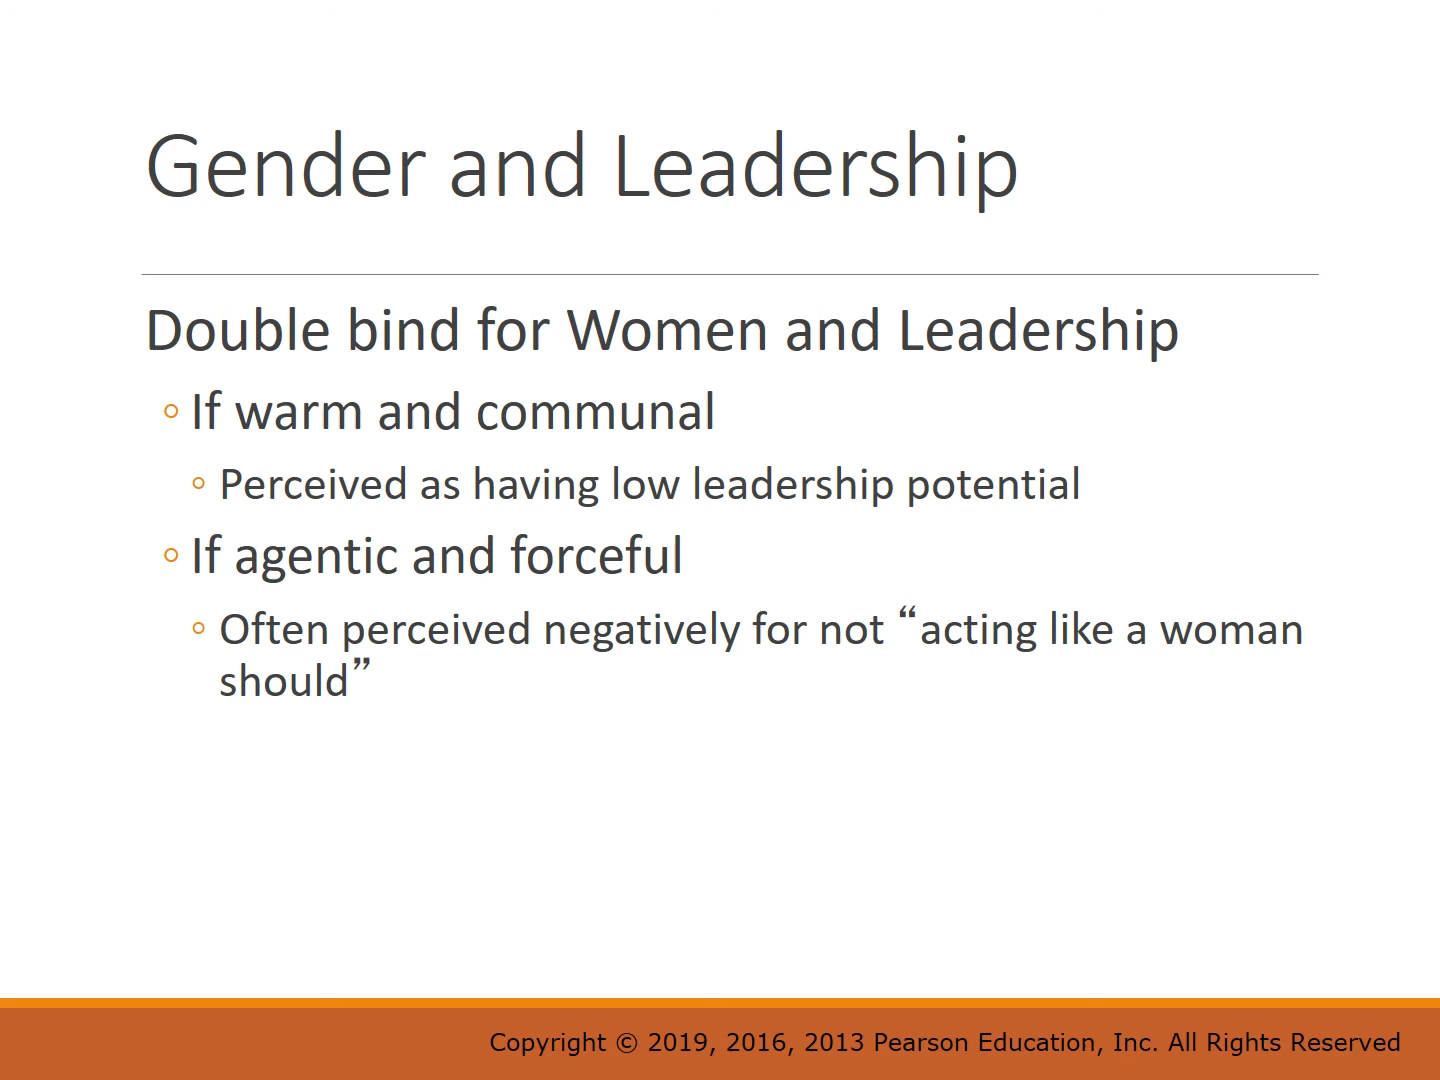 Gender and Leadership
Double bind for Women and Leadership
◦ If warm and communal
◦ Perceived as having low leadership potential
◦ If agentic and forceful
◦ Often perceived negatively for not “acting like a woman
should”
Copyright © 2019, 2016, 2013 Pearson Education, Inc. All Rights Reserved